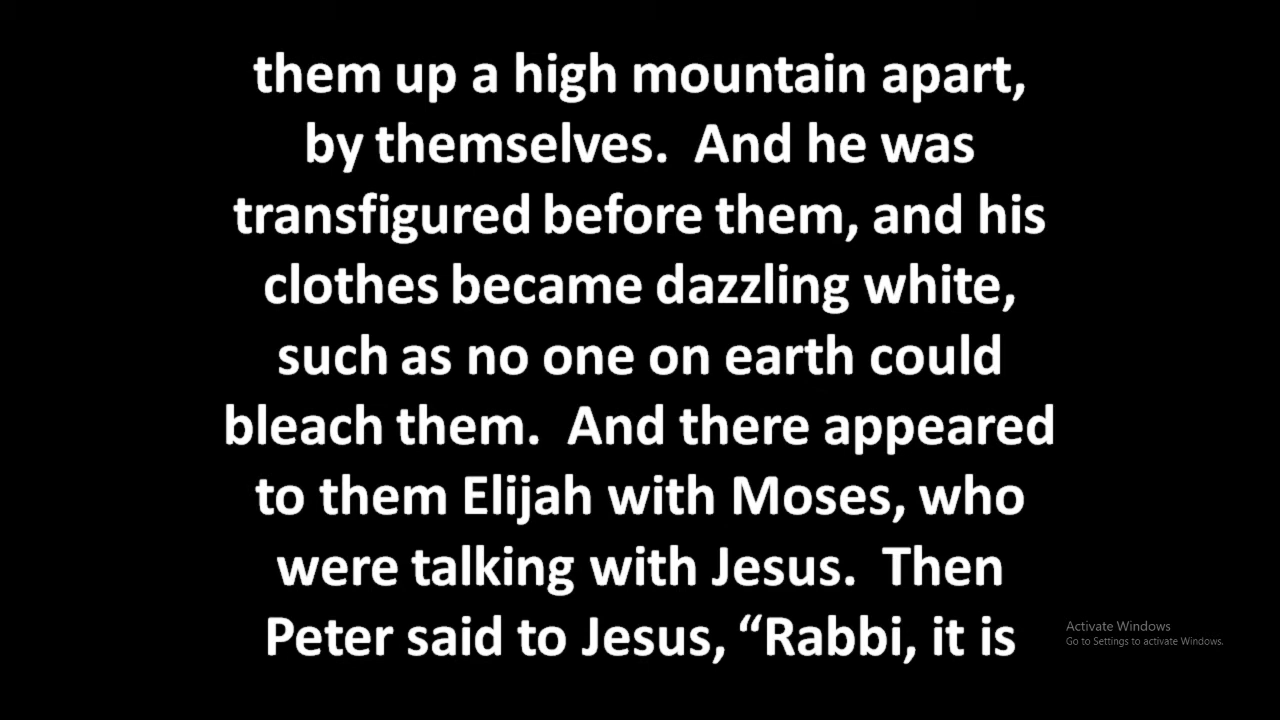 them up a high mountain apart,
by themselves.  And he was
transfigured before them, and his
clothes became dazzling white,
such as no one on earth could
bleach them.  And there appeared
to them Elijah with Moses, who
were talking with Jesus.  Then
Peter said to Jesus, “Rabbi, it is
Activate Windows
Go to Settings to activate Windows.